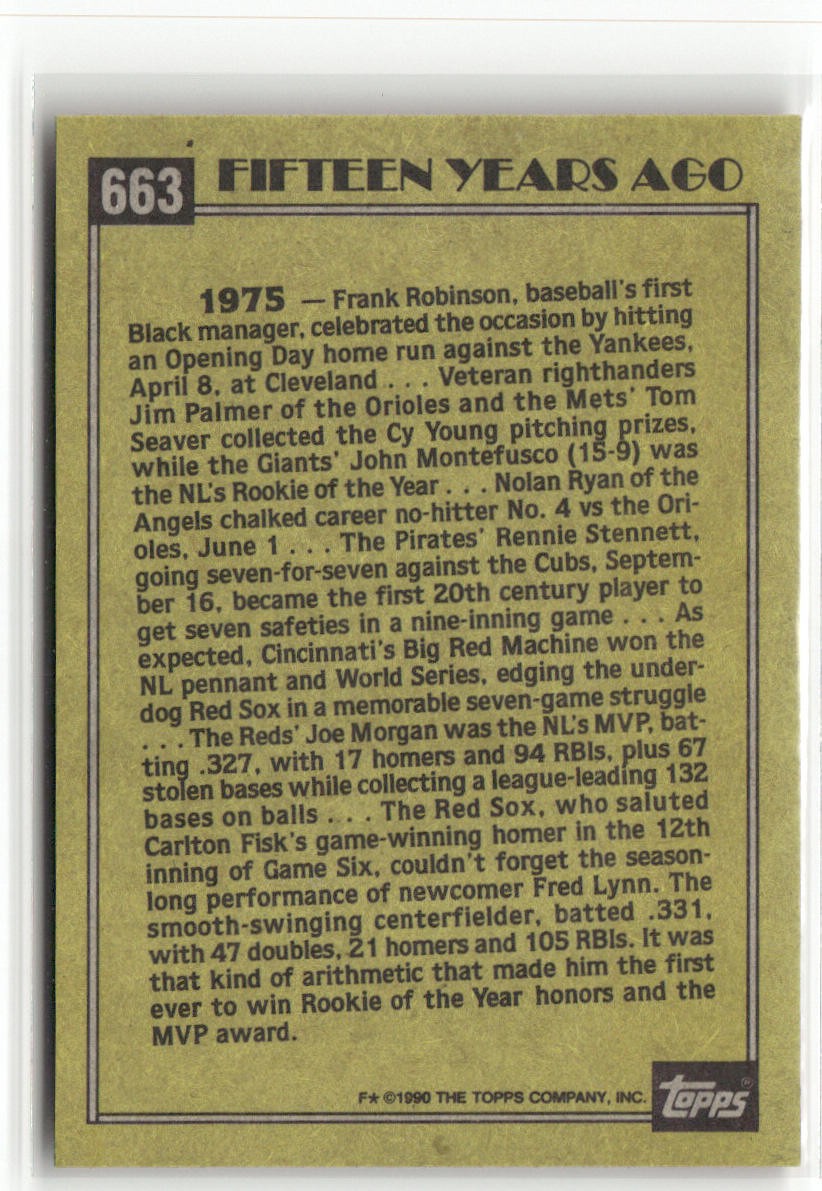 663 FIFTEEN YEARS AGO
1975 — Frank Robinson, baseball's first
Black manager, celebrated the occasion by hitting
an Opening Day home run against the Yankees,
April 8, at Cleveland . . . Veteran righthanders
Jim Palmer of the Orioles and the Mets' Tom
Seaver collected the Cy Young pitching prizes,
while the Giants' John Montefusco (15-9) was
the NL's Rookie of the Year . . . Nolan Ryan of the
Angels chalked career no-hitter No. 4 vs the Ori-
oles, June 1 . . . The Pirates' Rennie Stennett,
going seven-for-seven against the Cubs, Septem-
ber 16, became the first 20th century player to
get seven safeties in a nine-inning game . . . As
expected, Cincinnati's Big Red Machine won the
NL pennant and World Series, edging the under-
dog Red Sox in a memorable seven-game struggle
. . . The Reds' Joe Morgan was the NL's MVP, bat-
ting .327, with 17 homers and 94 RBIs, plus 67
stolen bases while collecting a league-leading 132
bases on balls . . . The Red Sox, who saluted
Carlton Fisk's game-winning homer in the 12th
inning of Game Six, couldn't forget the season-
long performance of newcomer Fred Lynn. The
smooth-swinging centerfielder, batted .331,
with 47 doubles, 21 homers and 105 RBIs. It was
that kind of arithmetic that made him the first
ever to win Rookie of the Year honors and the
MVP award.
F★ ©1990 THE TOPPS COMPANY, INC.
Topps®